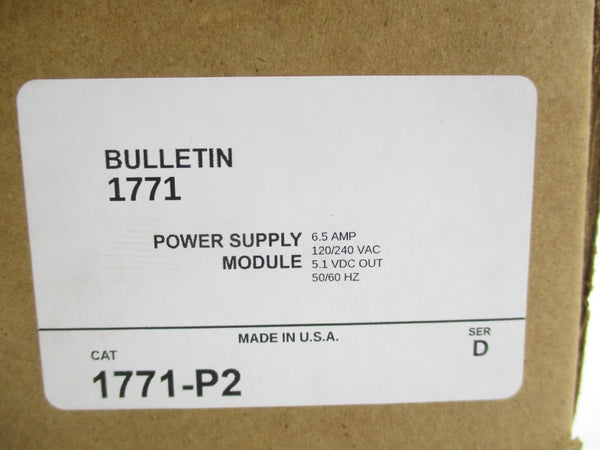 BULLETIN
1771
POWER SUPPLY
MODULE
6.5 AMP
120/240 VAC
5.1 VDC OUT
50/60 HZ
MADE IN U.S.A.
SER
D
CAT
1771-P2